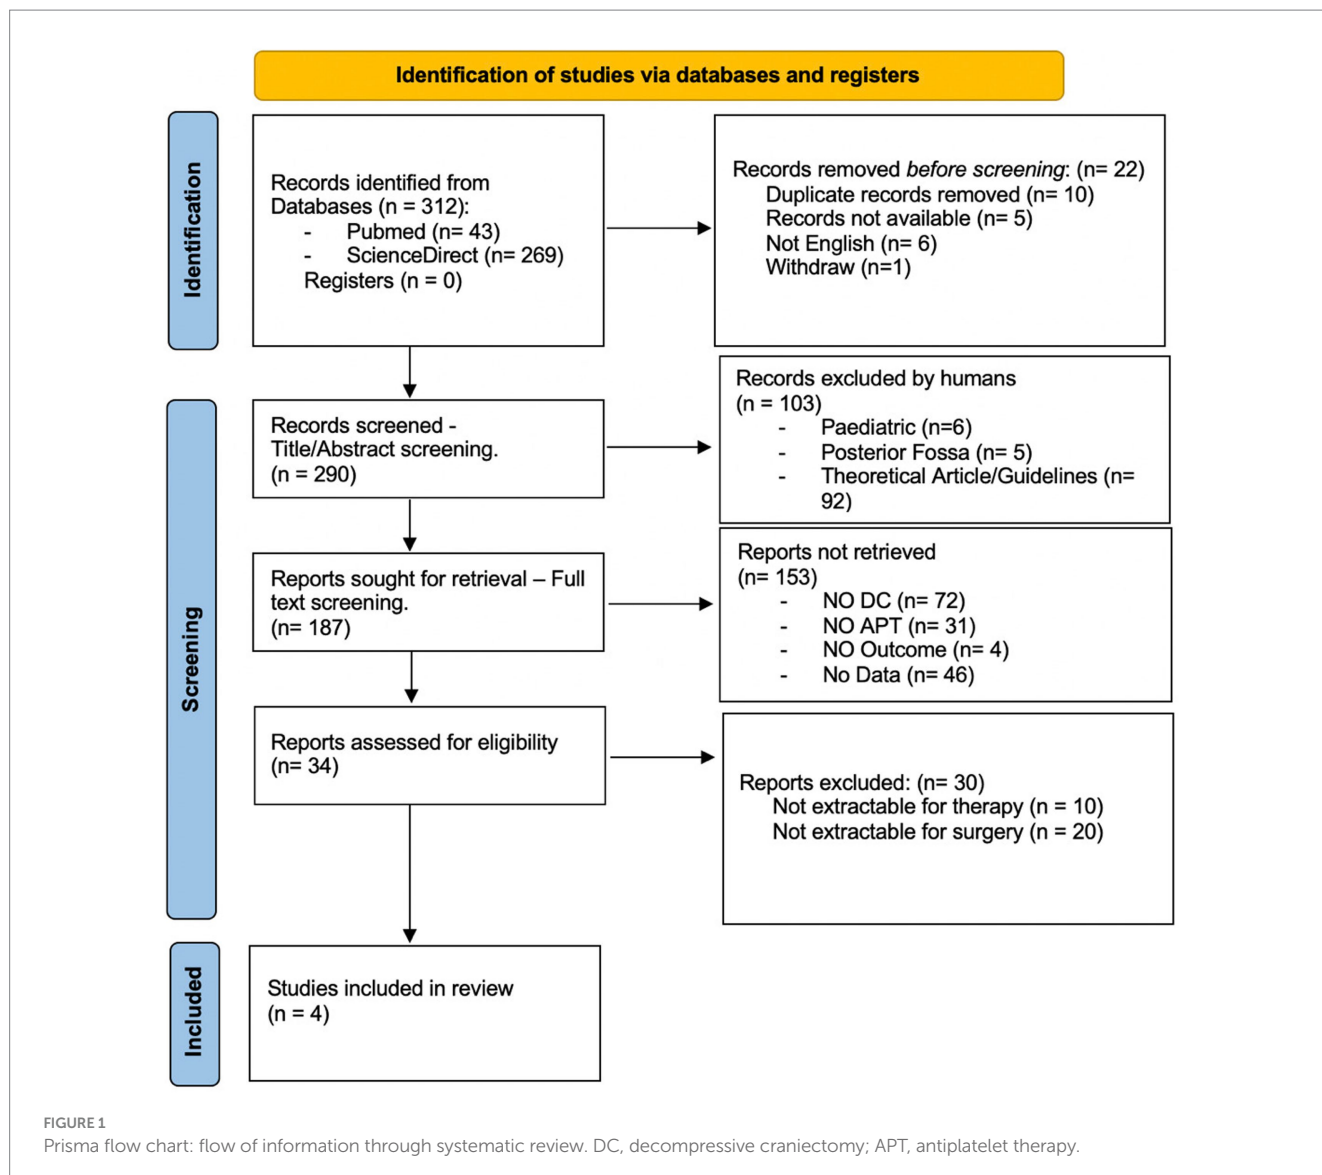 Identification of studies via databases and registers
Identification
Records identified from
Databases (n = 312):
- Pubmed (n= 43)
- ScienceDirect (n= 269)
Registers (n = 0)
Records removed before screening: (n= 22)
Duplicate records removed (n= 10)
Records not available (n= 5)
Not English (n= 6)
Withdraw (n=1)
Screening
Records screened -
Title/Abstract screening.
(n = 290)
Records excluded by humans
(n = 103)
- Paediatric (n=6)
- Posterior Fossa (n= 5)
- Theoretical Article/Guidelines (n=
92)
Reports sought for retrieval – Full
text screening.
(n= 187)
Reports not retrieved
(n= 153)
- NO DC (n= 72)
- NO APT (n= 31)
- NO Outcome (n= 4)
- No Data (n= 46)
Reports assessed for eligibility
(n= 34)
Reports excluded: (n= 30)
Not extractable for therapy (n = 10)
Not extractable for surgery (n = 20)
Included
Studies included in review
(n = 4)
FIGURE 1
Prisma flow chart: flow of information through systematic review. DC, decompressive craniectomy; APT, antiplatelet therapy.